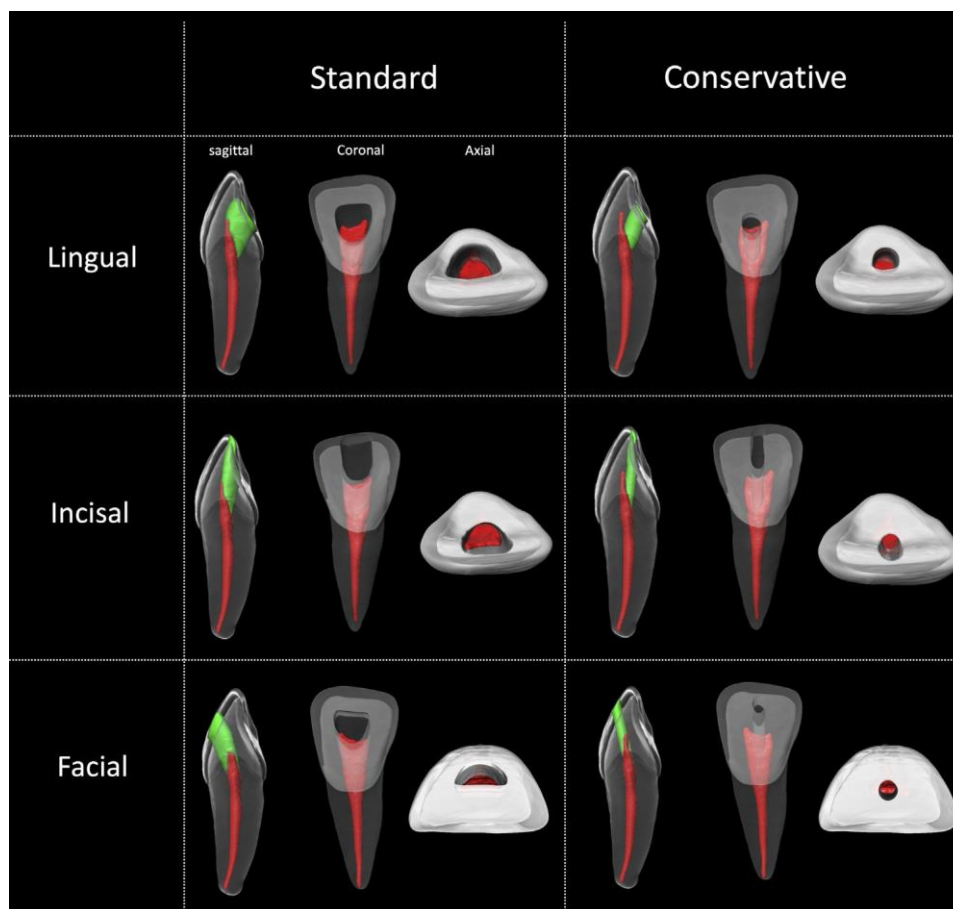 Standard
Conservative
sagittal
Coronal
Axial
Lingual
Incisal
Facial